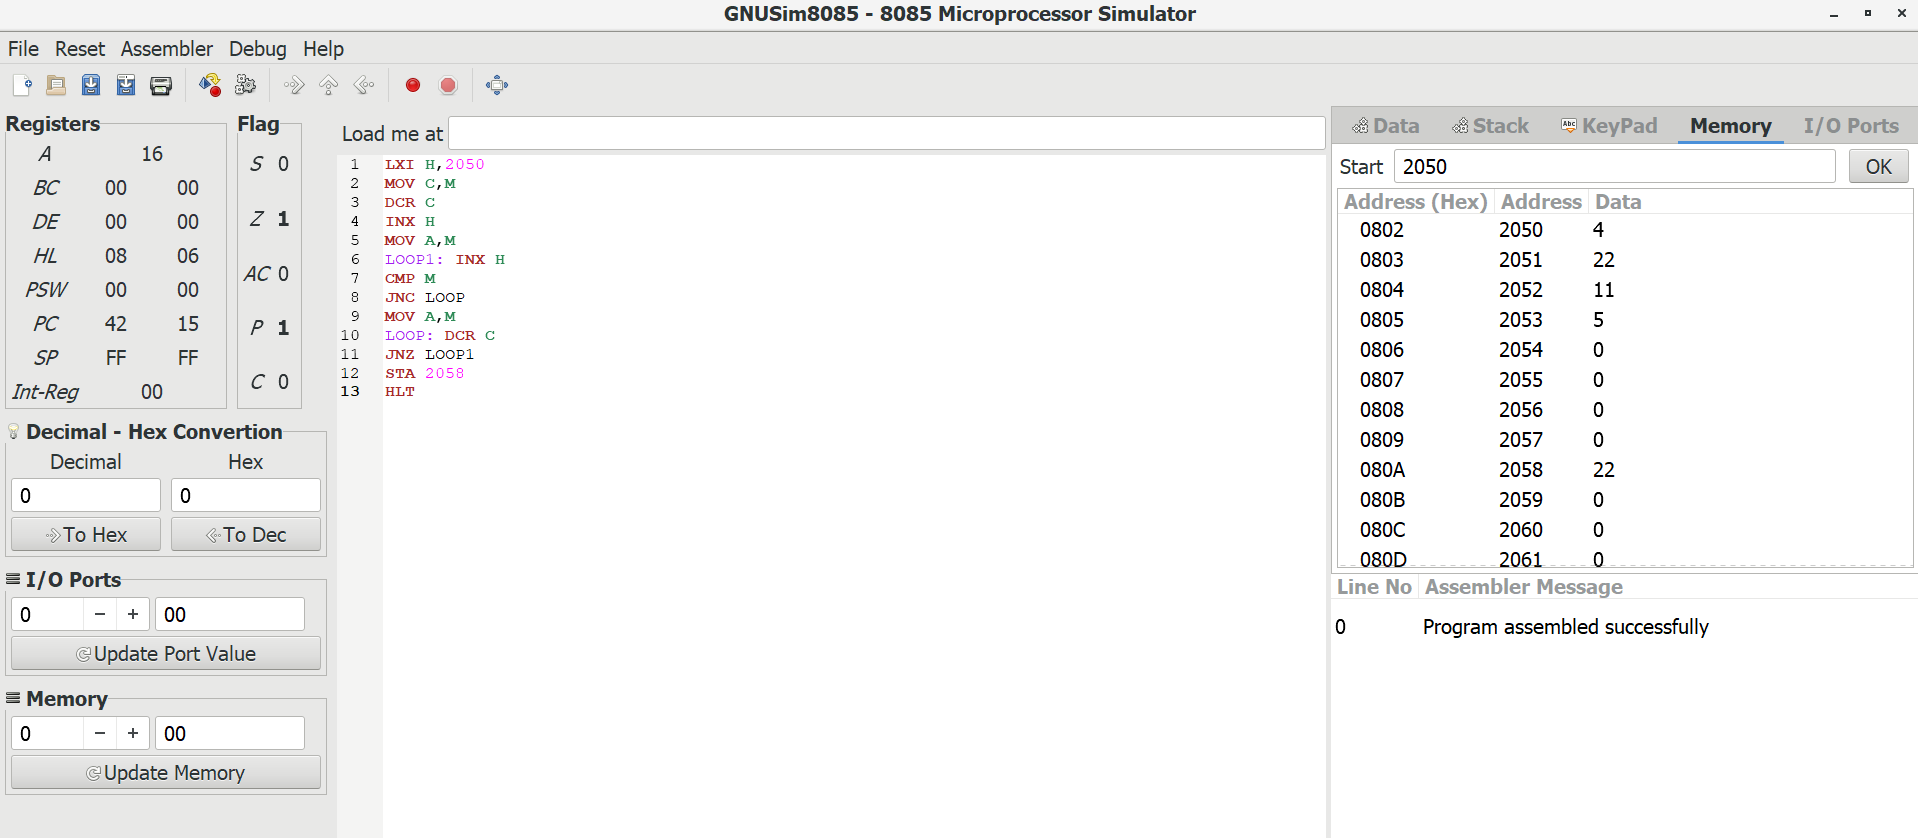 GNUSim8085 - 8085 Microprocessor Simulator
File Reset Assembler Debug Help
Registers
A 16
BC 00 00
DE 00 00
HL 08 06
PSW 00 00
PC 42 15
SP FF FF
Int-Reg 00
Flag
S 0
Z 1
AC 0
P 1
C 0
Decimal - Hex Convertion
Decimal Hex
0 0
To Hex To Dec
I/O Ports
0 − + 00
Update Port Value
Memory
0 − + 00
Update Memory
Load me at
1 LXI H,2050
2 MOV C,M
3 DCR C
4 INX H
5 MOV A,M
6 LOOP1: INX H
7 CMP M
8 JNC LOOP
9 MOV A,M
10 LOOP: DCR C
11 JNZ LOOP1
12 STA 2058
13 HLT
Data Stack Abc KeyPad Memory I/O Ports
Start 2050 OK
Address (Hex) Address Data
0802 2050 4
0803 2051 22
0804 2052 11
0805 2053 5
0806 2054 0
0807 2055 0
0808 2056 0
0809 2057 0
080A 2058 22
080B 2059 0
080C 2060 0
080D 2061 0
Line No Assembler Message
0 Program assembled successfully